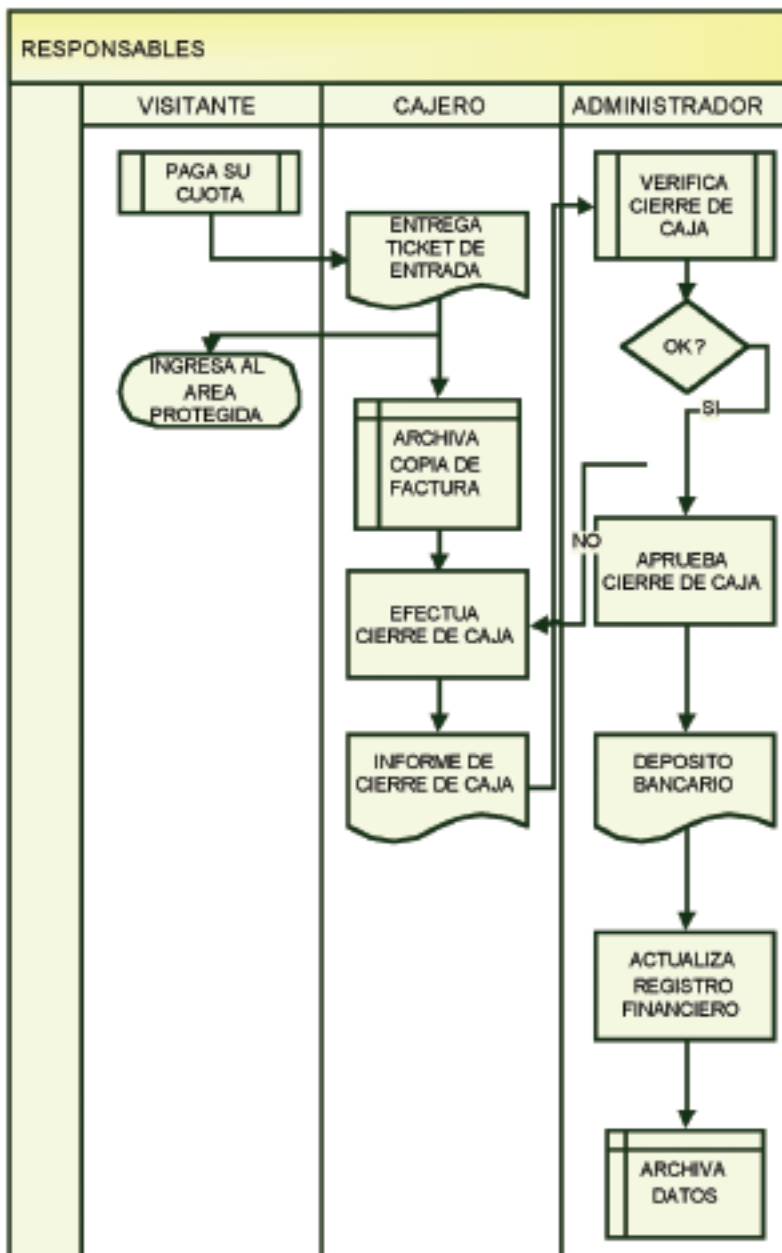 RESPONSABLES
VISITANTE
CAJERO
ADMINISTRADOR
PAGA SU
CUOTA
ENTREGA
TICKET DE
ENTRADA
VERIFICA
CIERRE DE
CAJA
OK?
SI
INGRESA AL
AREA
PROTEGIDA
ARCHIVA
COPIA DE
FACTURA
NO
APRUEBA
CIERRE DE CAJA
EFECTUA
CIERRE DE CAJA
INFORME DE
CIERRE DE CAJA
DEPOSITO
BANCARIO
ACTUALIZA
REGISTRO
FINANCIERO
ARCHIVA
DATOS